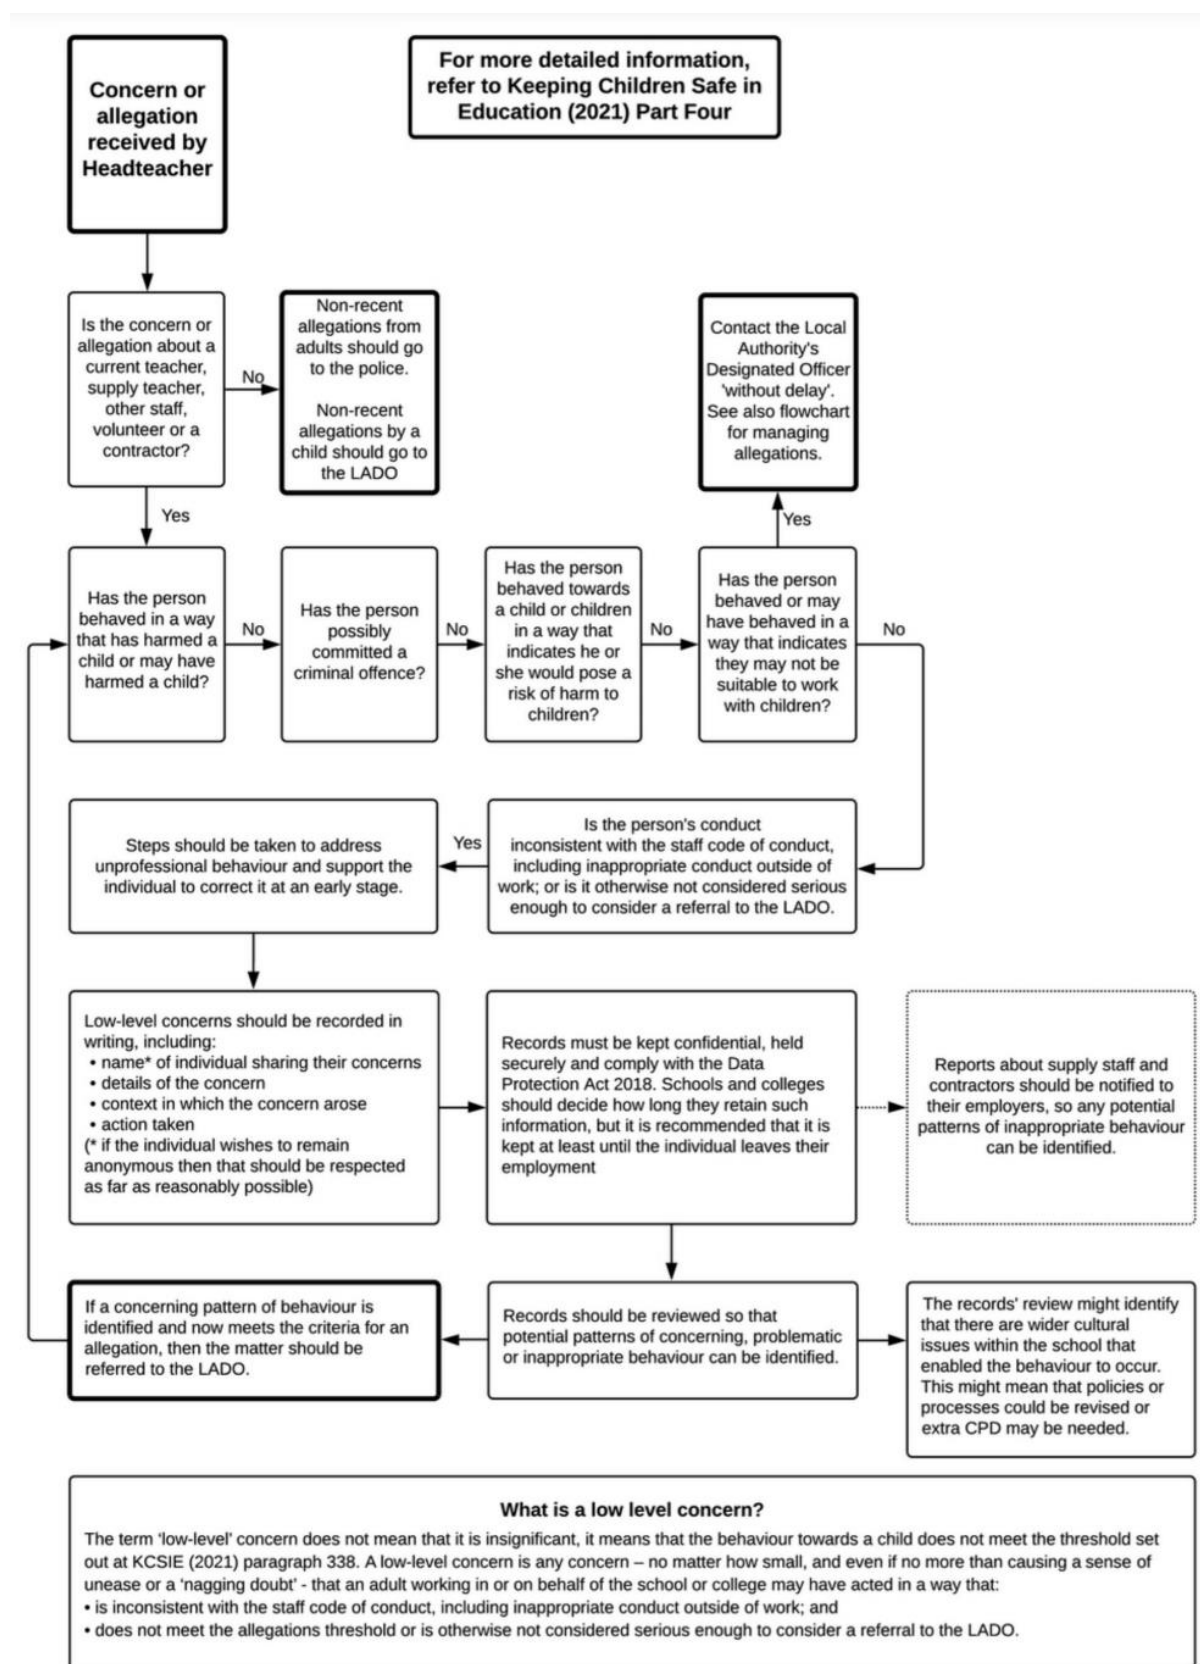 Concern or
allegation
received by
Headteacher
For more detailed information,
refer to Keeping Children Safe in
Education (2021) Part Four
Is the concern or
allegation about a
current teacher,
supply teacher,
other staff,
volunteer or a
contractor?
No
Non-recent
allegations from
adults should go
to the police.
Non-recent
allegations by a
child should go to
the LADO
Contact the Local
Authority's
Designated Officer
'without delay'.
See also flowchart
for managing
allegations.
Yes
Yes
Has the person
behaved in a way
that has harmed a
child or may have
harmed a child?
No
Has the person
possibly
committed a
criminal offence?
No
Has the person
behaved towards
a child or children
in a way that
indicates he or
she would pose a
risk of harm to
children?
No
Has the person
behaved or may
have behaved in a
way that indicates
they may not be
suitable to work
with children?
No
Steps should be taken to address
unprofessional behaviour and support the
individual to correct it at an early stage.
Yes
Is the person's conduct
inconsistent with the staff code of conduct,
including inappropriate conduct outside of
work; or is it otherwise not considered serious
enough to consider a referral to the LADO.
Low-level concerns should be recorded in
writing, including:
• name* of individual sharing their concerns
• details of the concern
• context in which the concern arose
• action taken
(* if the individual wishes to remain
anonymous then that should be respected
as far as reasonably possible)
Records must be kept confidential, held
securely and comply with the Data
Protection Act 2018. Schools and colleges
should decide how long they retain such
information, but it is recommended that it is
kept at least until the individual leaves their
employment
Reports about supply staff and
contractors should be notified to
their employers, so any potential
patterns of inappropriate behaviour
can be identified.
If a concerning pattern of behaviour is
identified and now meets the criteria for an
allegation, then the matter should be
referred to the LADO.
Records should be reviewed so that
potential patterns of concerning, problematic
or inappropriate behaviour can be identified.
The records' review might identify
that there are wider cultural
issues within the school that
enabled the behaviour to occur.
This might mean that policies or
processes could be revised or
extra CPD may be needed.
What is a low level concern?
The term 'low-level' concern does not mean that it is insignificant, it means that the behaviour towards a child does not meet the threshold set
out at KCSIE (2021) paragraph 338. A low-level concern is any concern – no matter how small, and even if no more than causing a sense of
unease or a 'nagging doubt' - that an adult working in or on behalf of the school or college may have acted in a way that:
• is inconsistent with the staff code of conduct, including inappropriate conduct outside of work; and
• does not meet the allegations threshold or is otherwise not considered serious enough to consider a referral to the LADO.